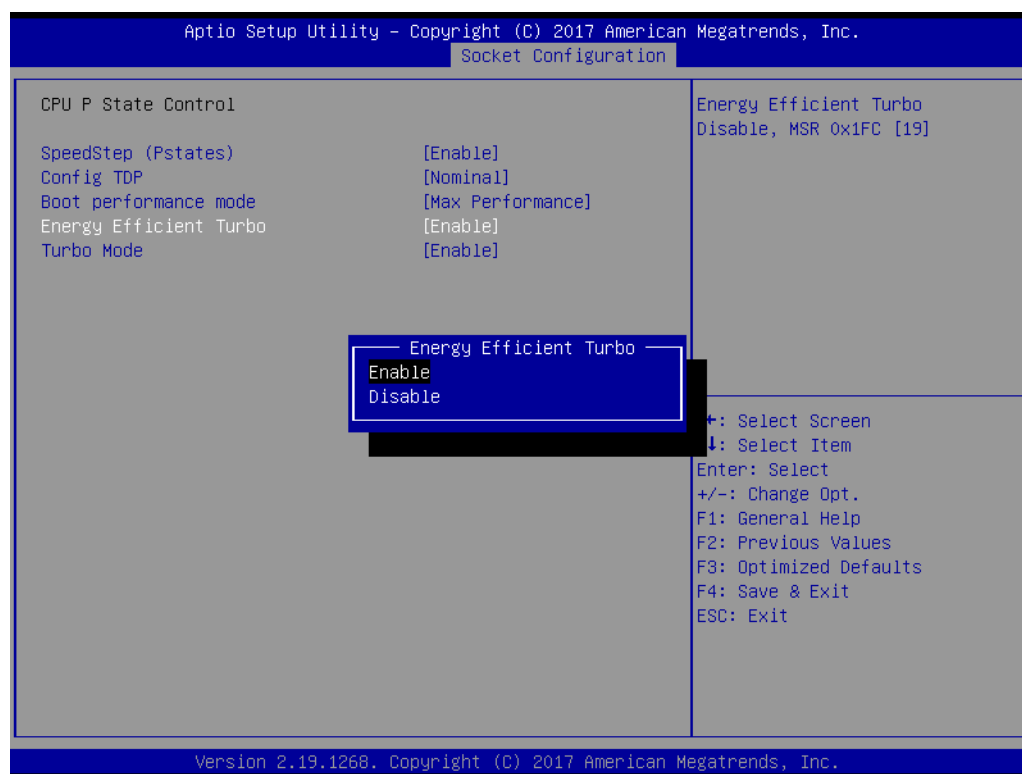 Aptio Setup Utility – Copyright (C) 2017 American Megatrends, Inc.
Socket Configuration
CPU P State Control
SpeedStep (Pstates) [Enable]
Config TDP [Nominal]
Boot performance mode [Max Performance]
Energy Efficient Turbo [Enable]
Turbo Mode [Enable]
Energy Efficient Turbo
Enable
Disable
Energy Efficient Turbo
Disable, MSR 0x1FC [19]
: Select Screen
↓: Select Item
Enter: Select
+/-: Change Opt.
F1: General Help
F2: Previous Values
F3: Optimized Defaults
F4: Save & Exit
ESC: Exit
Version 2.19.1268. Copyright (C) 2017 American Megatrends, Inc.